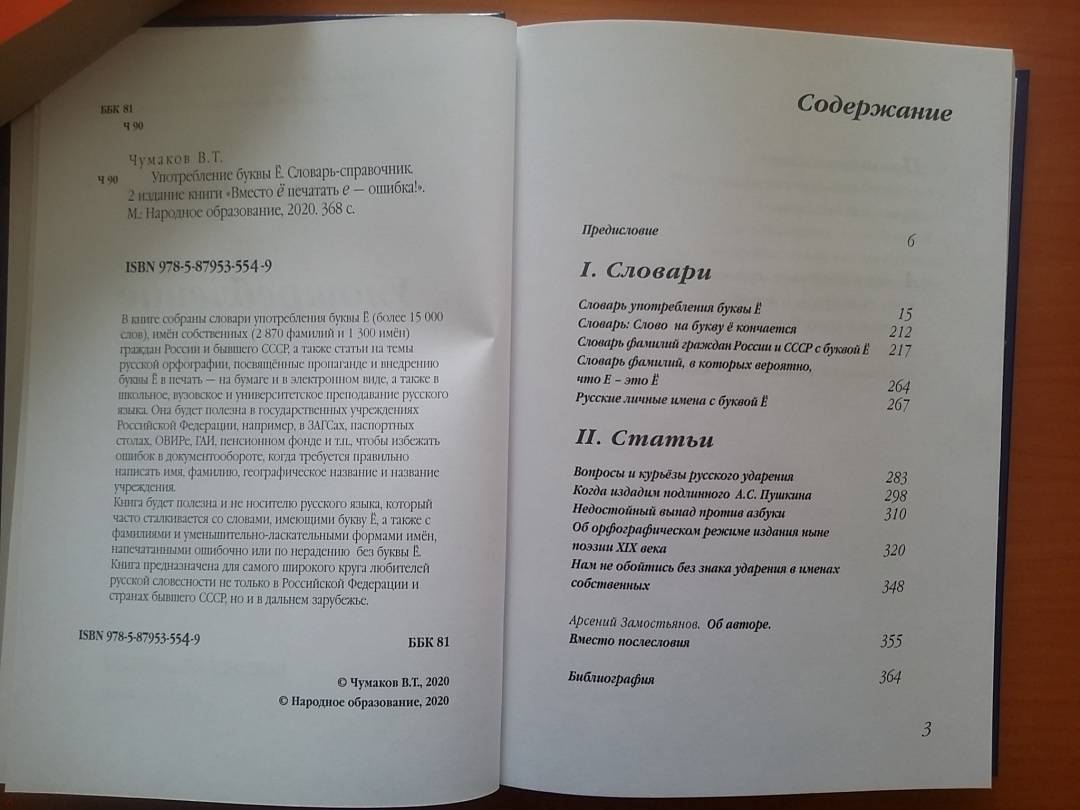 ББК 81
Ч 90
Чумаков В.Т.
Ч 90
Употребление буквы Ё. Словарь-справочник.
2 издание книги «Вместо ё печатать е — ошибка!».
М.: Народное образование, 2020. 368 с.
ISBN 978-5-87953-554-9
В книге собраны словари употребления буквы Ё (более 15 000
слов), имён собственных (2 870 фамилий и 1 300 имён)
граждан России и бывшего СССР, а также статьи на темы
русской орфографии, посвящённые пропаганде и внедрению
буквы Ё в печать — на бумаге и в электронном виде, а также в
школьное, вузовское и университетское преподавание русского
языка. Она будет полезна в государственных учреждениях
Российской Федерации, например, в ЗАГСах, паспортных
столах, ОВИРе, ГАИ, пенсионном фонде и т.п., чтобы избежать
ошибок в документообороте, когда требуется правильно
написать имя, фамилию, географическое название и название
учреждения.
Книга будет полезна и не носителю русского языка, который
часто сталкивается со словами, имеющими букву Ё, а также с
фамилиями и уменьшительно-ласкательными формами имён,
напечатанными ошибочно или по нерадению без буквы Ё.
Книга предназначена для самого широкого круга любителей
русской словесности не только в Российской Федерации и
странах бывшего СССР, но и в дальнем зарубежье.
ISBN 978-5-87953-554-9
ББК 81
© Чумаков В.Т., 2020
© Народное образование, 2020
Содержание
Предисловие 6
I. Словари
Словарь употребления буквы Ё 15
Словарь: Слово на букву ё кончается 212
Словарь фамилий граждан России и СССР с буквой Ё 217
Словарь фамилий, в которых вероятно,
что Е – это Ё 264
Русские личные имена с буквой Ё 267
II. Статьи
Вопросы и курьёзы русского ударения 283
Когда издадим подлинного А.С. Пушкина 298
Недостойный выпад против азбуки 310
Об орфографическом режиме издания ныне
поэзии XIX века 320
Нам не обойтись без знака ударения в именах
собственных 348
Арсений Замостьянов. Об авторе.
Вместо послесловия 355
Библиография 364
3